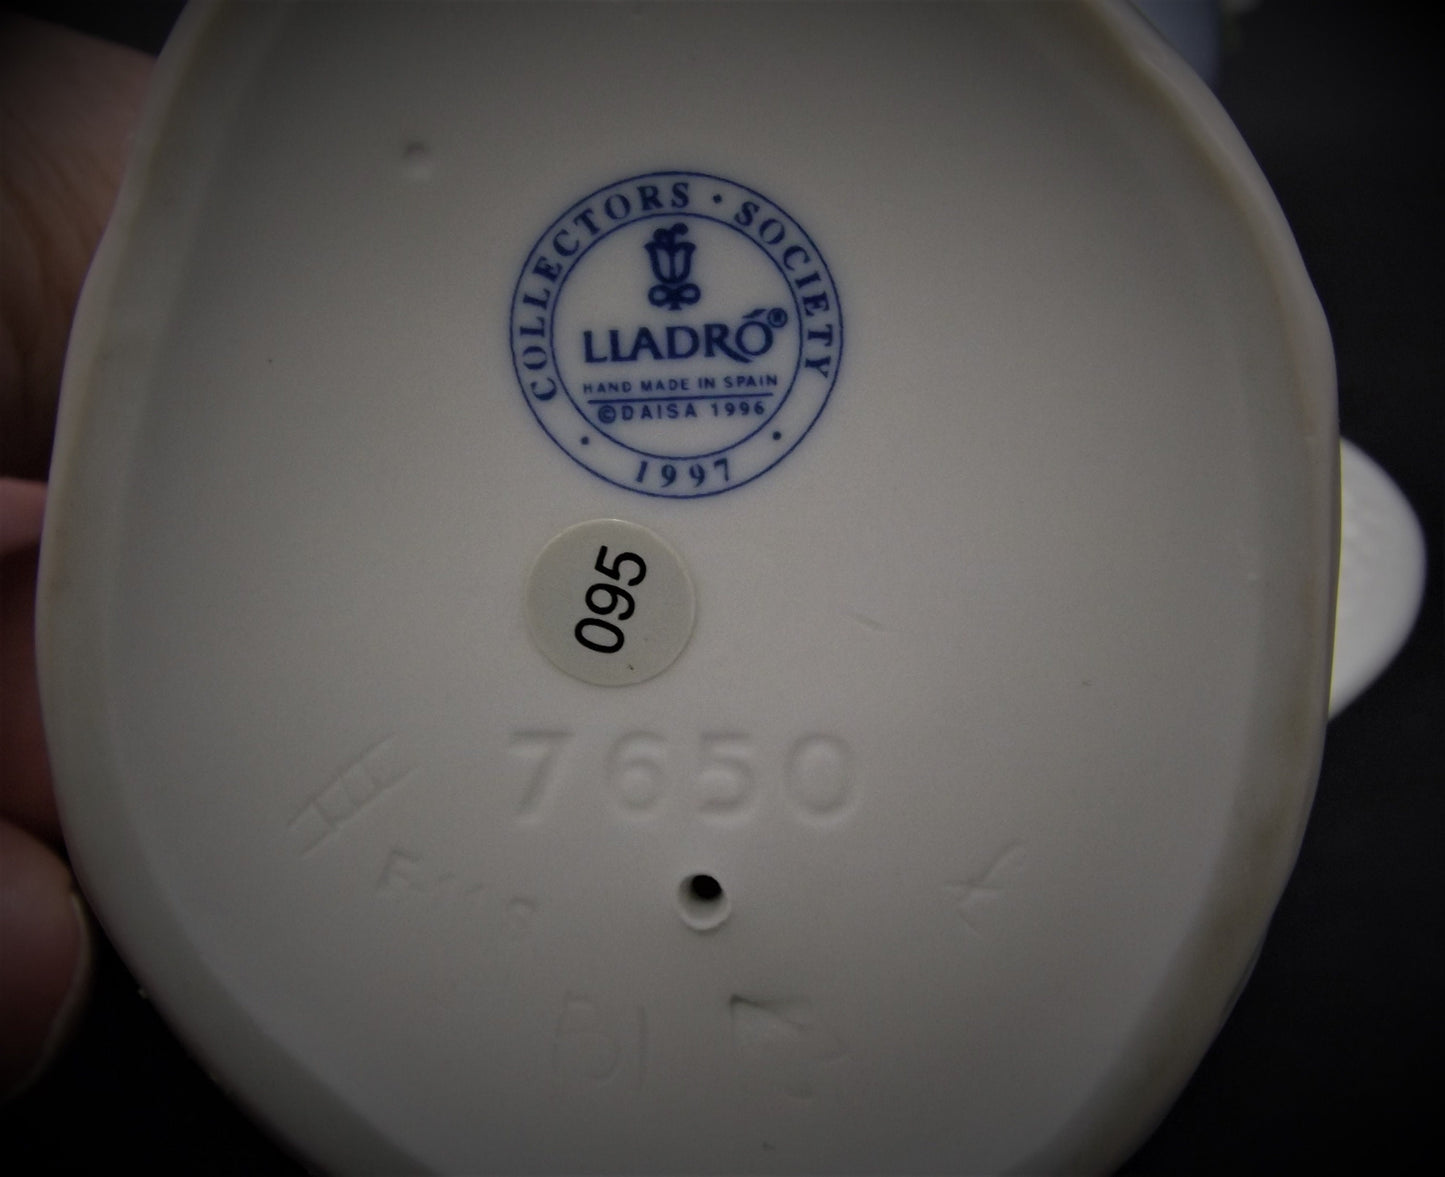 COLLECTORS · SOCIETY
LLADRÓ®
HAND MADE IN SPAIN
©DAISA 1996
· 1997 ·
095
7650